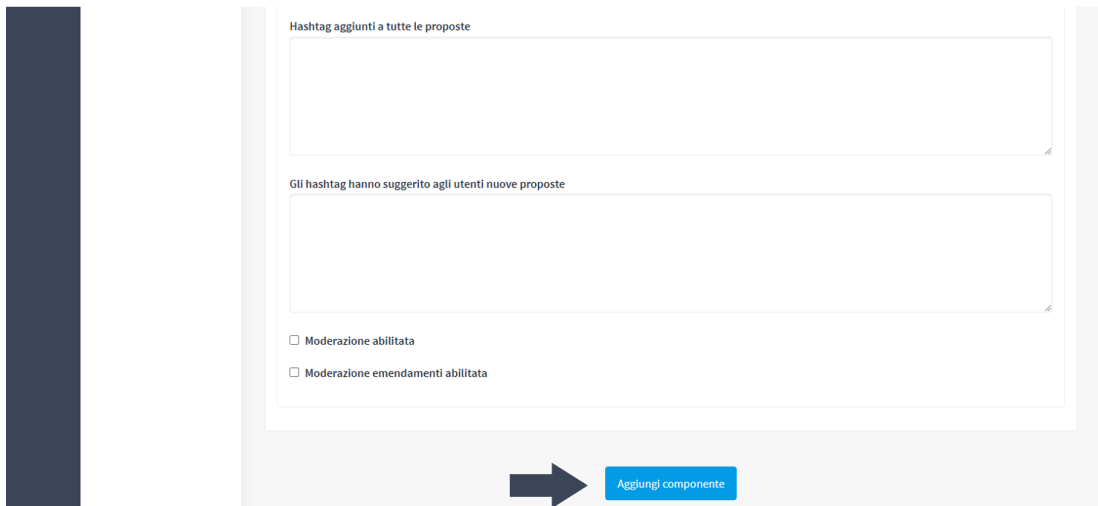 Hashtag aggiunti a tutte le proposte
Gli hashtag hanno suggerito agli utenti nuove proposte
Moderazione abilitata
Moderazione emendamenti abilitata
Aggiungi componente